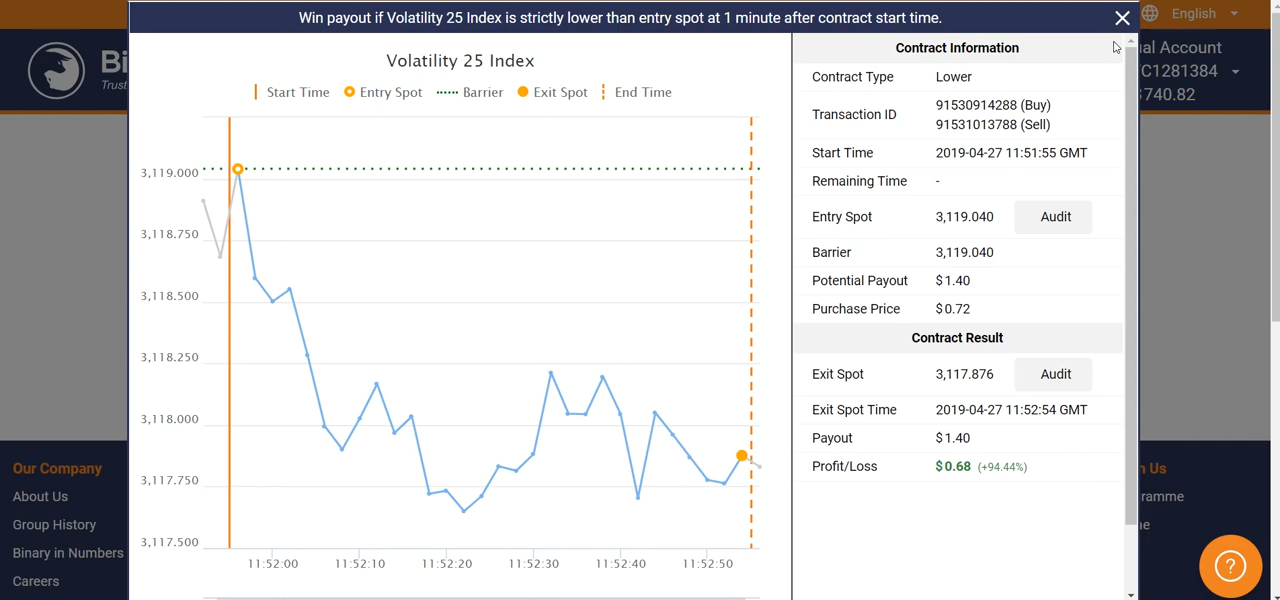 Win payout if Volatility 25 Index is strictly lower than entry spot at 1 minute after contract start time.
English
Bi
Trust
Account
C1281384
740.82
Volatility 25 Index
Start Time Entry Spot Barrier Exit Spot End Time
3,119.000
3,118.750
3,118.500
3,118.250
3,118.000
3,117.750
3,117.500
11:52:00 11:52:10 11:52:20 11:52:30 11:52:40 11:52:50
Contract Information
Contract Type Lower
Transaction ID 91530914288 (Buy)
91531013788 (Sell)
Start Time 2019-04-27 11:51:55 GMT
Remaining Time -
Entry Spot 3,119.040 Audit
Barrier 3,119.040
Potential Payout $1.40
Purchase Price $0.72
Contract Result
Exit Spot 3,117.876 Audit
Exit Spot Time 2019-04-27 11:52:54 GMT
Payout $1.40
Profit/Loss $0.68 (+94.44%)
Our Company
About Us
Group History
Binary in Numbers
Careers
Us
ramme
?